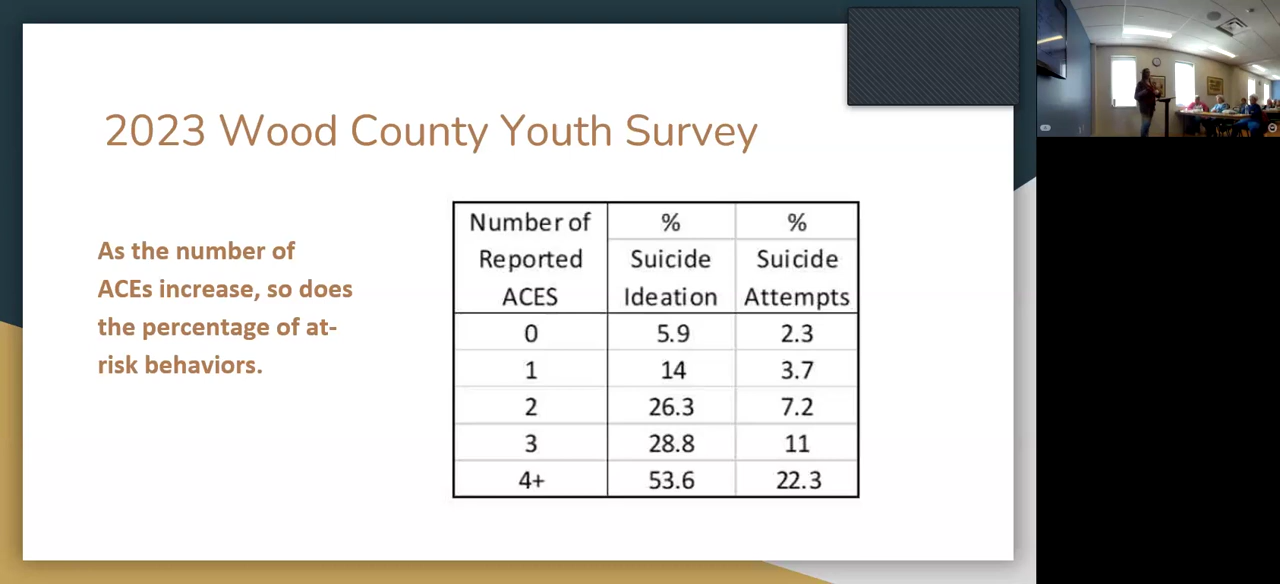 2023 Wood County Youth Survey
As the number of
ACEs increase, so does
the percentage of at-
risk behaviors.
Number of % %
Reported Suicide Suicide
ACES Ideation Attempts
0 5.9 2.3
1 14 3.7
2 26.3 7.2
3 28.8 11
4+ 53.6 22.3